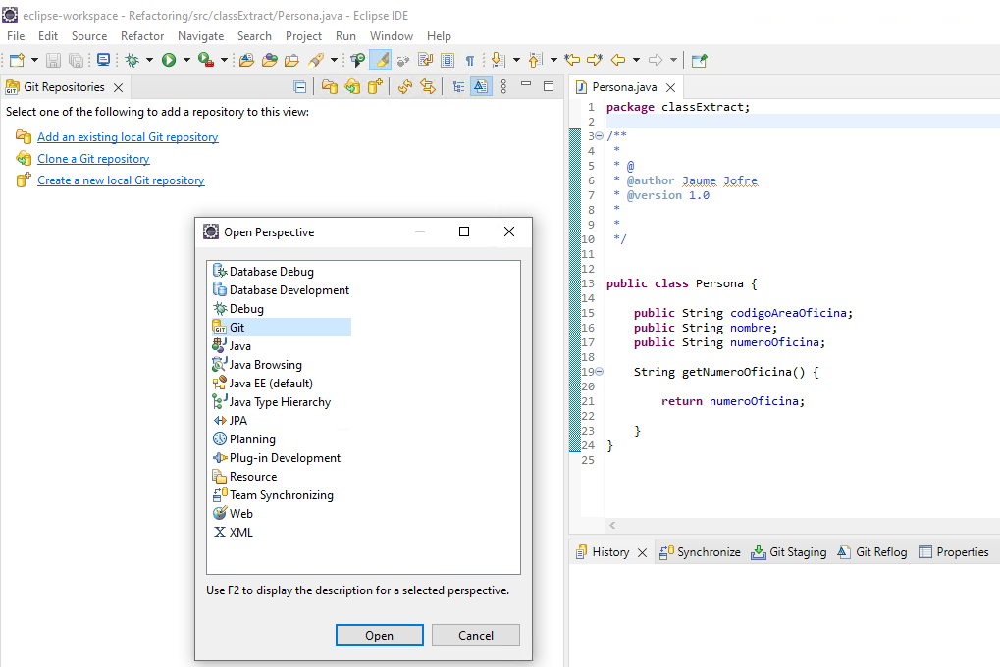 eclipse-workspace - Refactoring/src/classExtract/Persona.java - Eclipse IDE
File Edit Source Refactor Navigate Search Project Run Window Help
Git Repositories
Select one of the following to add a repository to this view:
Add an existing local Git repository
Clone a Git repository
Create a new local Git repository
Open Perspective
Database Debug
Database Development
Debug
Git
Java
Java Browsing
Java EE (default)
Java Type Hierarchy
JPA
Planning
Plug-in Development
Resource
Team Synchronizing
Web
XML
Use F2 to display the description for a selected perspective.
Open Cancel
Persona.java
1 package classExtract;
2
3 /**
4 *
5 * @
6 * @author Jaume Jofre
7 * @version 1.0
8 *
9 *
10 */
11
12
13 public class Persona {
14
15 public String codigoAreaOficina;
16 public String nombre;
17 public String numeroOficina;
18
19 String getNumeroOficina() {
20
21 return numeroOficina;
22
23 }
24 }
25
History Synchronize Git Staging Git Reflog Properties